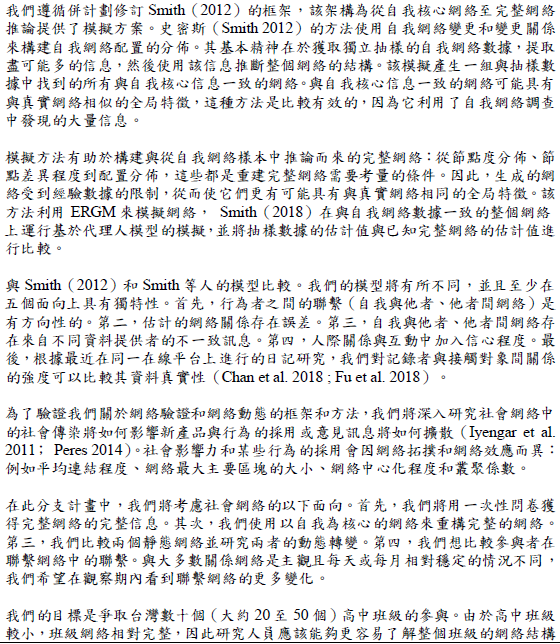 我們遵循併計劃修訂 Smith（2012）的框架，該架構為從自我核心網絡至完整網絡
推論提供了模擬方案。史密斯（Smith 2012）的方法使用自我網絡變更和變更關係
來構建自我網絡配置的分佈。其基本精神在於獲取獨立抽樣的自我網絡數據，提取
盡可能多的信息，然後使用該信息推斷整個網絡的結構。該模擬產生一組與抽樣數
據中找到的所有與自我核心信息一致的網絡。與自我核心信息一致的網絡可能具有
與真實網絡相似的全局特徵，這種方法是比較有效的，因為它利用了自我網絡調查
中發現的大量信息。
模擬方法有助於構建與從自我網絡樣本中推論而來的完整網絡：從節點度分佈、節
點差異程度到配置分佈，這些都是重建完整網絡需要考量的條件。因此，生成的網
絡受到經驗數據的限制，從而使它們更有可能具有與真實網絡相同的全局特徵。該
方法利用 ERGM 來模擬網絡， Smith（2018）在與自我網絡數據一致的整個網絡
上運行基於代理人模型的模擬，並將抽樣數據的估計值與已知完整網絡的估計值進
行比較。
與 Smith（2012）和 Smith 等人的模型比較。我們的模型將有所不同，並且至少在
五個面向上具有獨特性。首先，行為者之間的聯繫（自我與他者、他者間網絡）是
有方向性的。第二，估計的網絡關係存在誤差。第三，自我與他者、他者間網絡存
在來自不同資料提供者的不一致訊息。第四，人際關係與互動中加入信心程度。最
後，根據最近在同一在線平台上進行的日記研究，我們對記錄者與接觸對象間關係
的強度可以比較其資料真實性（Chan et al. 2018 ; Fu et al. 2018）。
為了驗證我們關於網絡驗證和網絡動態的框架和方法，我們將深入研究社會網絡中
的社會傳染將如何影響新產品與行為的採用或意見訊息將如何擴散（Iyengar et al.
2011； Peres 2014）。社會影響力和某些行為的採用會因網絡拓撲和網絡效應而異：
例如平均連結程度、網絡最大主要區塊的大小、網絡中心化程度和叢聚係數。
在此分支計畫中，我們將考慮社會網絡的以下面向。首先，我們將用一次性問卷獲
得完整網絡的完整信息。其次，我們使用以自我為核心的網絡來重構完整的網絡。
第三，我們比較兩個靜態網絡並研究兩者的動態轉變。第四，我們想比較參與者在
聯繫網絡中的聯繫。與大多數關係網絡是主觀且每天或每月相對穩定的情況不同，
我們希望在觀察期內看到聯繫網絡的更多變化。
我們的目標是爭取台灣數十個（大約 20 至 50 個）高中班級的參與。由於高中班級
較小，班級網絡相對完整，因此研究人員應該能夠更容易了解整個班級的網絡結構